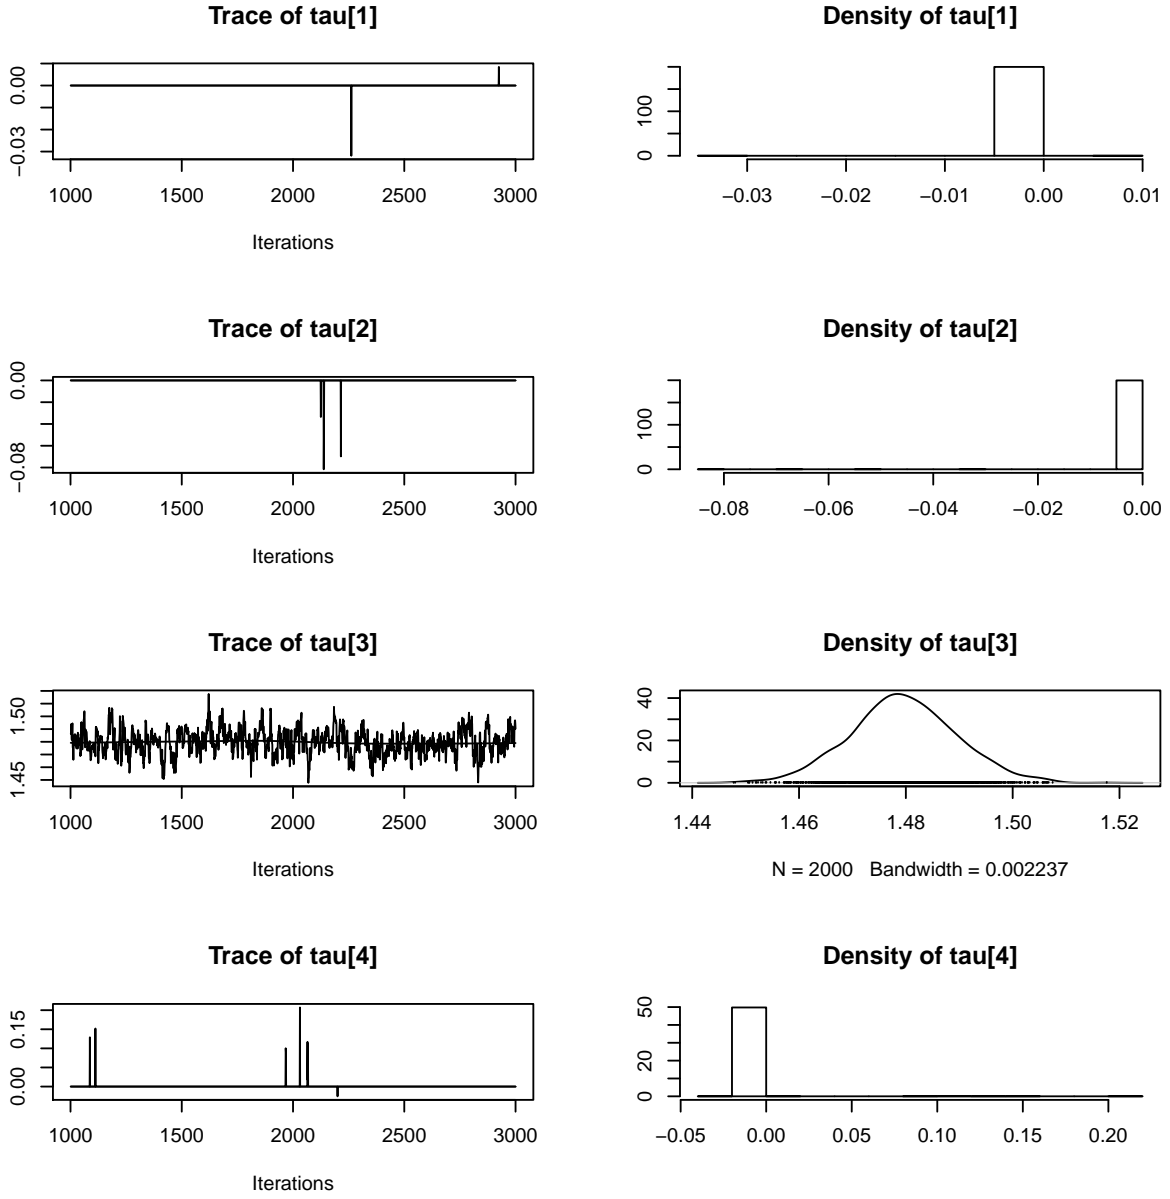 Trace of tau[1]
0.00
−0.03
1000 1500 2000 2500 3000
Iterations
Density of tau[1]
100
0
−0.03 −0.02 −0.01 0.00 0.01
Trace of tau[2]
0.00
−0.08
1000 1500 2000 2500 3000
Iterations
Density of tau[2]
100
0
−0.08 −0.06 −0.04 −0.02 0.00
Trace of tau[3]
1.50
1.45
1000 1500 2000 2500 3000
Iterations
Density of tau[3]
40
20
0
1.44 1.46 1.48 1.50 1.52
N = 2000 Bandwidth = 0.002237
Trace of tau[4]
0.15
0.00
1000 1500 2000 2500 3000
Iterations
Density of tau[4]
50
20
0
−0.05 0.00 0.05 0.10 0.15 0.20